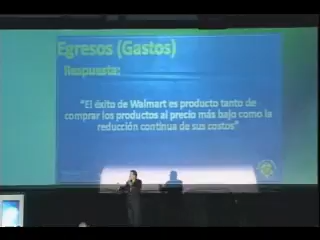 Egresos (Gastos)
Respuesta:
"El éxito de Walmart es producto tanto de
comprar los productos al precio más bajo como la
reducción continua de sus costos"